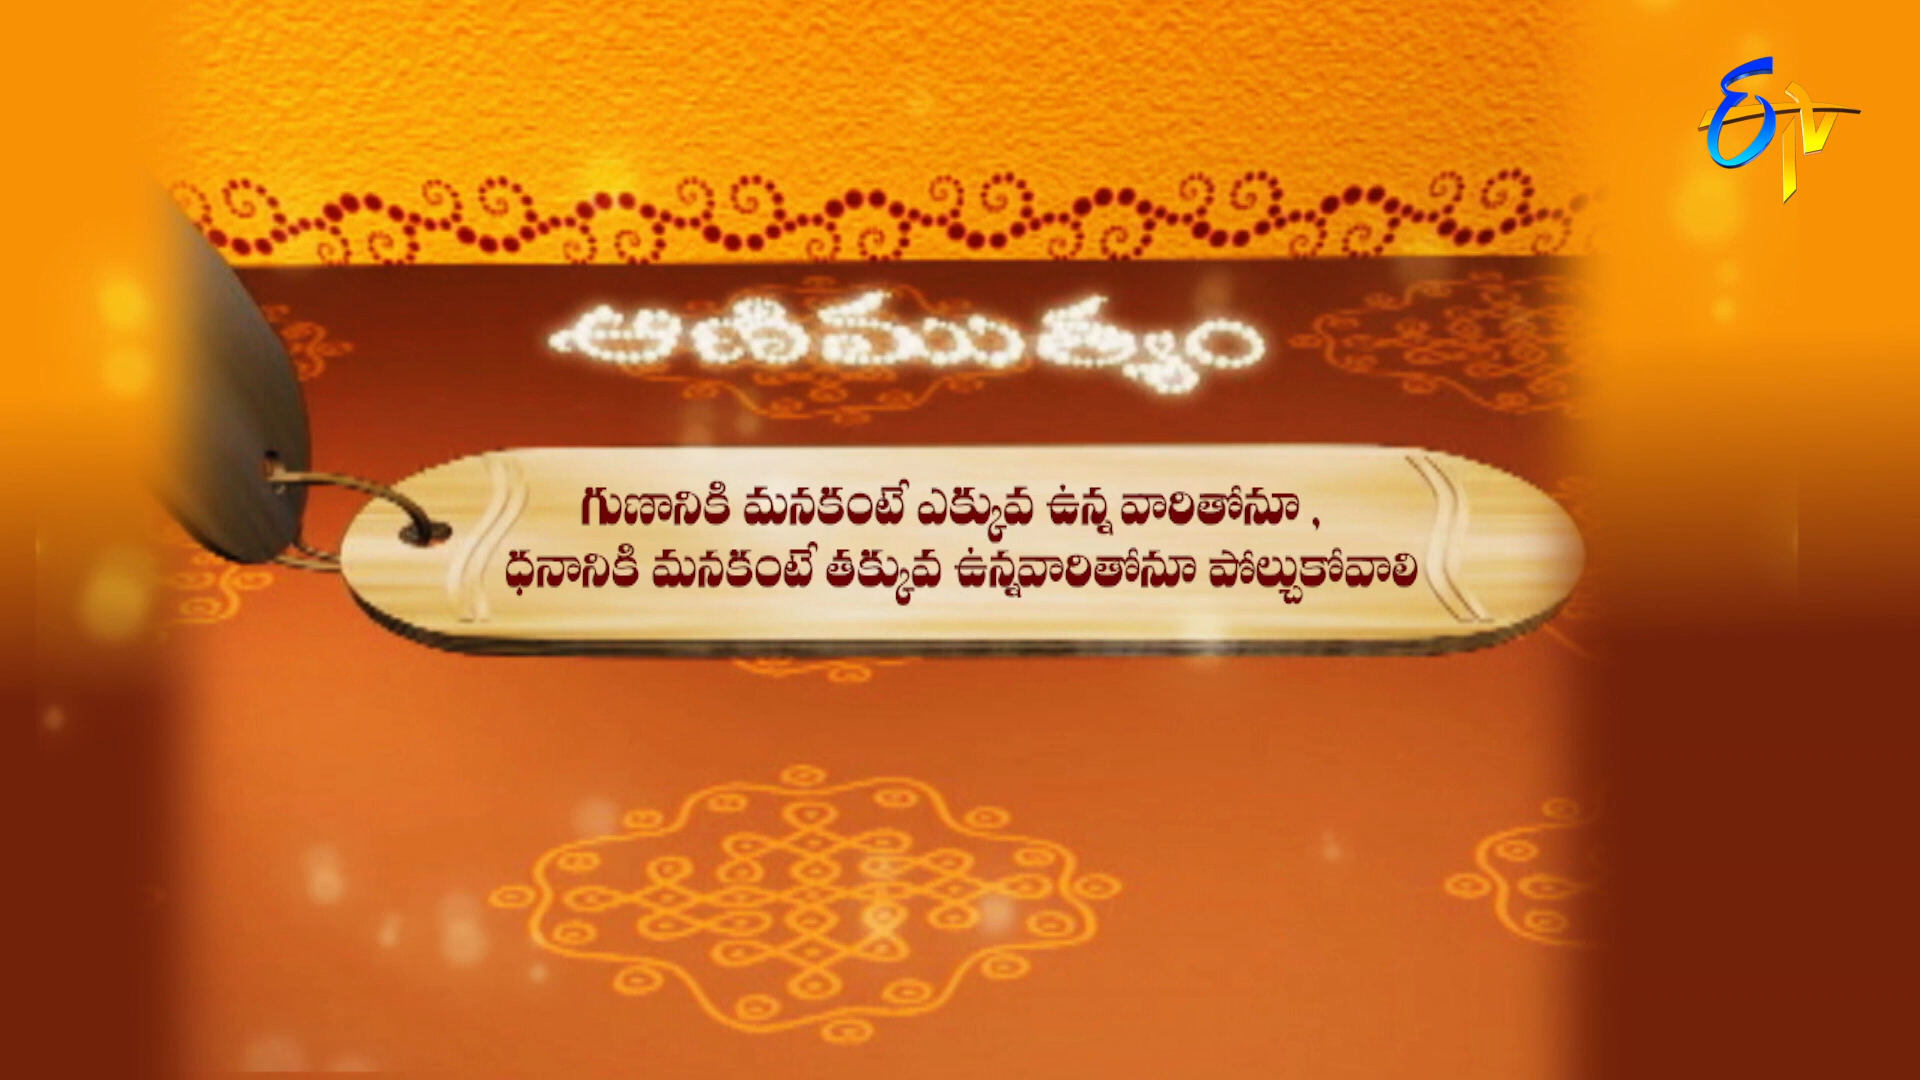 ETV
ఆణిముత్యం
గుణానికి మనకంటే ఎక్కువ ఉన్న వారితోనూ ,
ధనానికి మనకంటే తక్కువ ఉన్నవారితోనూ పోల్చుకోవాలి